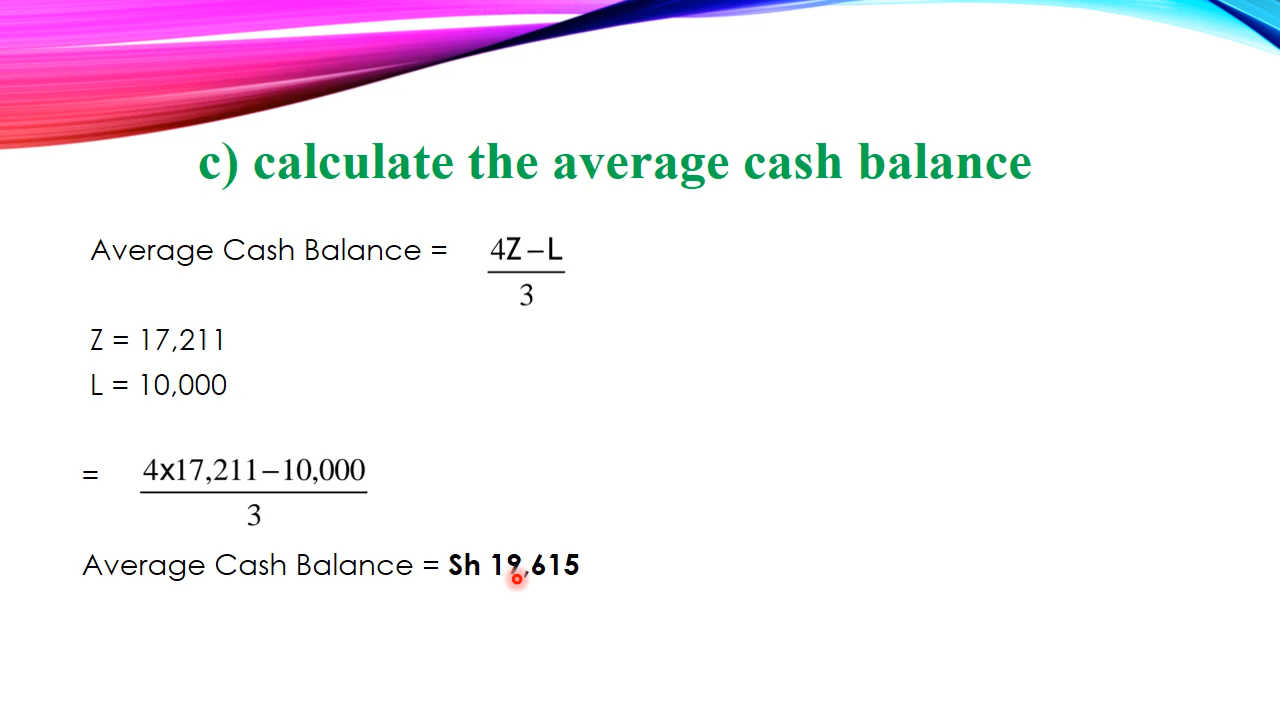 c) calculate the average cash balance
Average Cash Balance = 4Z–L
3
Z = 17,211
L = 10,000
= 4x17,211–10,000
3
Average Cash Balance = Sh 19,615